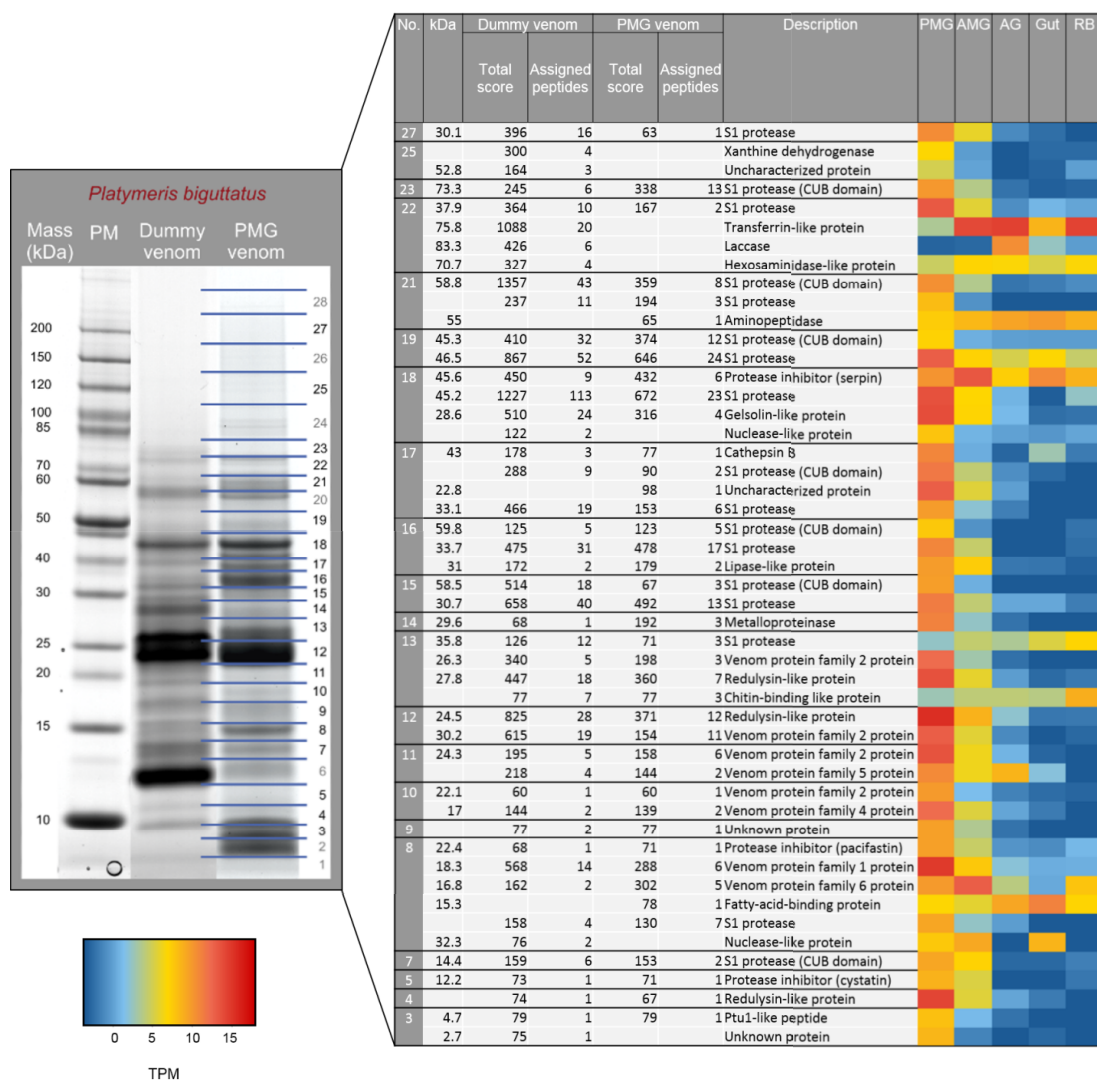 Platymeris biguttatus
Mass (kDa) PM Dummy venom PMG venom
200
150
120
100
85
70
60
50
40
30
25
20
15
10
28
27
26
25
24
23
22
21
20
19
18
17
16
15
14
13
12
11
10
9
8
7
6
5
4
3
2
1
0 5 10 15
TPM
No. kDa Dummy venom PMG venom Description PMG AMG AG Gut RB
Total score Assigned peptides Total score Assigned peptides
27 30.1 396 16 63 1 S1 protease
25 300 4 Xanthine dehydrogenase
52.8 164 3 Uncharacterized protein
23 73.3 245 6 338 13 S1 protease (CUB domain)
22 37.9 364 10 167 2 S1 protease
75.8 1088 20 Transferrin-like protein
83.3 426 6 Laccase
70.7 327 4 Hexosaminidase-like protein
21 58.8 1357 43 359 8 S1 protease (CUB domain)
237 11 194 3 S1 protease
55 65 1 Aminopeptidase
19 45.3 410 32 374 12 S1 protease (CUB domain)
46.5 867 52 646 24 S1 protease
18 45.6 450 9 432 6 Protease inhibitor (serpin)
45.2 1227 113 672 23 S1 protease
28.6 510 24 316 4 Gelsolin-like protein
122 2 Nuclease-like protein
17 43 178 3 77 1 Cathepsin B
288 9 90 2 S1 protease (CUB domain)
22.8 98 1 Uncharacterized protein
33.1 466 19 153 6 S1 protease
16 59.8 125 5 123 5 S1 protease (CUB domain)
33.7 475 31 478 17 S1 protease
31 172 2 179 2 Lipase-like protein
15 58.5 514 18 67 3 S1 protease (CUB domain)
30.7 658 40 492 13 S1 protease
14 29.6 68 1 192 3 Metalloproteinase
13 35.8 126 12 71 3 S1 protease
26.3 340 5 198 3 Venom protein family 2 protein
27.8 447 18 360 7 Redulysin-like protein
77 7 77 3 Chitin-binding like protein
12 24.5 825 28 371 12 Redulysin-like protein
30.2 615 19 154 11 Venom protein family 2 protein
11 24.3 195 5 158 6 Venom protein family 2 protein
218 4 144 2 Venom protein family 5 protein
10 22.1 60 1 60 1 Venom protein family 2 protein
17 144 2 139 2 Venom protein family 4 protein
9 77 2 77 1 Unknown protein
8 22.4 68 1 71 1 Protease inhibitor (pacifastin)
18.3 568 14 288 6 Venom protein family 1 protein
16.8 162 2 302 5 Venom protein family 6 protein
15.3 78 1 Fatty-acid-binding protein
158 4 130 7 S1 protease
32.3 76 2 Nuclease-like protein
7 14.4 159 6 153 2 S1 protease (CUB domain)
5 12.2 73 1 71 1 Protease inhibitor (cystatin)
4 74 1 67 1 Redulysin-like protein
3 4.7 79 1 79 1 Ptu1-like peptide
2.7 75 1 Unknown protein